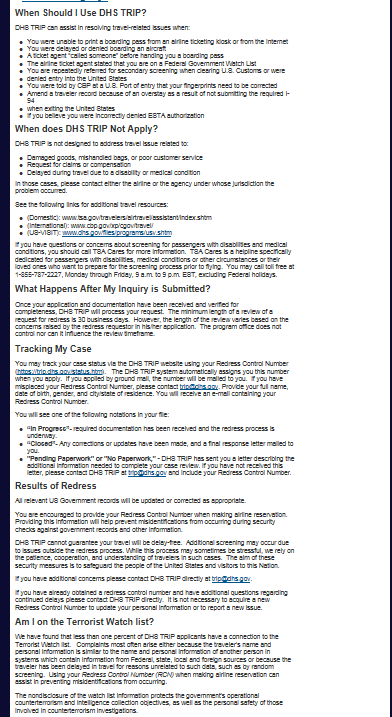 When Should I Use DHS TRIP?
DHS TRIP can assist in resolving travel-related issues when:
You were unable to print a boarding pass from an airline ticketing kiosk or from the Internet
You were delayed or denied boarding an aircraft
A ticket agent "called someone" before handing you a boarding pass
The airline ticket agent stated that you are on a Federal Government Watch List
You are repeatedly referred for secondary screening when clearing U.S. Customs or were
denied entry into the United States
You were told by CBP at a U.S. Port of Entry that your fingerprints need to be corrected
Amend a traveler record because of an overstay as a result of not submitting the required I-
94
when exiting the United States
If you believe you were incorrectly denied ESTA authorization
When does DHS TRIP Not Apply?
DHS TRIP is not designed to address travel issue related to:
Damaged goods, mishandled bags, or poor customer service
Request for claims or compensation
Delayed during travel due to a disability or medical condition
In those cases, please contact either the airline or the agency under whose jurisdiction the
problem occurred.
See the following links for additional travel resources:
(Domestic): www.tsa.gov/travelers/airtravel/assistant/index.shtm
(International): www.cbp.gov/xp/cgov/travel/
(US-VISIT): www.dhs.gov/files/programs/usv.shtm
If you have questions or concerns about screening for passengers with disabilities and medical
conditions, you should call TSA Cares for more information. TSA Cares is a helpline specifically
dedicated for passengers with disabilities, medical conditions or other circumstances or their
loved ones who want to prepare for the screening process prior to flying. You may call toll free at
1-855-787-2227, Monday through Friday, 9 a.m. to 9 p.m. EST, excluding Federal holidays.
What Happens After My Inquiry is Submitted?
Once your application and documentation have been received and verified for
completeness, DHS TRIP will process your request. The minimum length of a review of a
request for redress is 30 business days. However, the length of the review varies based on the
concerns raised by the redress requestor in his/her application. The program office does not
control nor can it influence the review timeframe.
Tracking My Case
You may track your case status via the DHS TRIP website using your Redress Control Number
(https://trip.dhs.gov/status.htm). The DHS TRIP system automatically assigns you this number
when you apply. If you applied by ground mail, the number will be mailed to you. If you have
misplaced your Redress Control Number, please contact trip@dhs.gov. Provide your full name,
date of birth, gender, and city/state of residence. You will receive an e-mail containing your
Redress Control Number.
You will see one of the following notations in your file:
"In Progress"- required documentation has been received and the redress process is
underway.
"Closed"- Any corrections or updates have been made, and a final response letter mailed to
you.
"Pending Paperwork" or "No Paperwork," - DHS TRIP has sent you a letter describing the
additional information needed to complete your case review. If you have not received this
letter, please contact DHS TRIP at trip@dhs.gov and include your Redress Control Number.
Results of Redress
All relevant US Government records will be updated or corrected as appropriate.
You are encouraged to provide your Redress Control Number when making airline reservation.
Providing this information will help prevent misidentifications from occurring during security
checks against government records and other information.
DHS TRIP cannot guarantee your travel will be delay-free. Additional screening may occur due
to issues outside the redress process. While this process may sometimes be stressful, we rely on
the patience, cooperation, and understanding of travelers in such cases. The aim of these
security measures is to safeguard the people of the United States and visitors to this Nation.
If you have additional concerns please contact DHS TRIP directly at trip@dhs.gov.
If you have already obtained a redress control number and have additional questions regarding
continued delays please contact DHS TRIP directly. It is not necessary to acquire a new
Redress Control Number to update your personal information or to report a new issue.
Am I on the Terrorist Watch list?
We have found that less than one percent of DHS TRIP applicants have a connection to the
Terrorist Watch list. Complaints most often arise either because the traveler's name and
personal information is similar to the name and personal information of another person in
systems which contain information from Federal, state, local and foreign sources or because the
traveler has been delayed in travel for reasons unrelated to such data, such as by random
screening. Using your Redress Control Number (RCN) when making airline reservation can
assist in preventing misidentifications from occurring.
The nondisclosure of the watch list information protects the government's operational
counterterrorism and intelligence collection objectives, as well as the personal safety of those
involved in counterterrorism investigations.